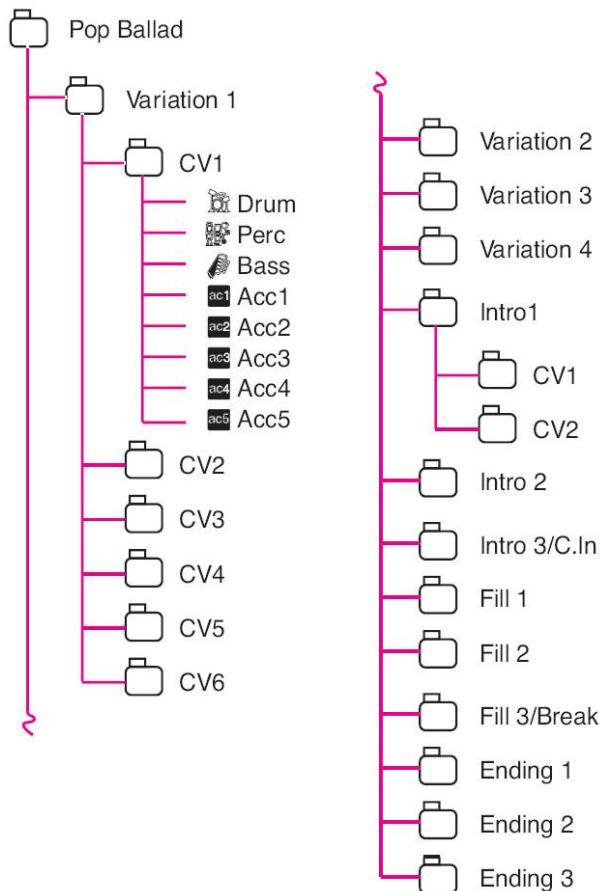 Pop Ballad
Variation 1
CV1
Drum
Perc
Bass
ac1 Acc1
ac2 Acc2
ac3 Acc3
ac4 Acc4
ac5 Acc5
CV2
CV3
CV4
CV5
CV6
Variation 2
Variation 3
Variation 4
Intro1
CV1
CV2
Intro 2
Intro 3/C.In
Fill 1
Fill 2
Fill 3/Break
Ending 1
Ending 2
Ending 3